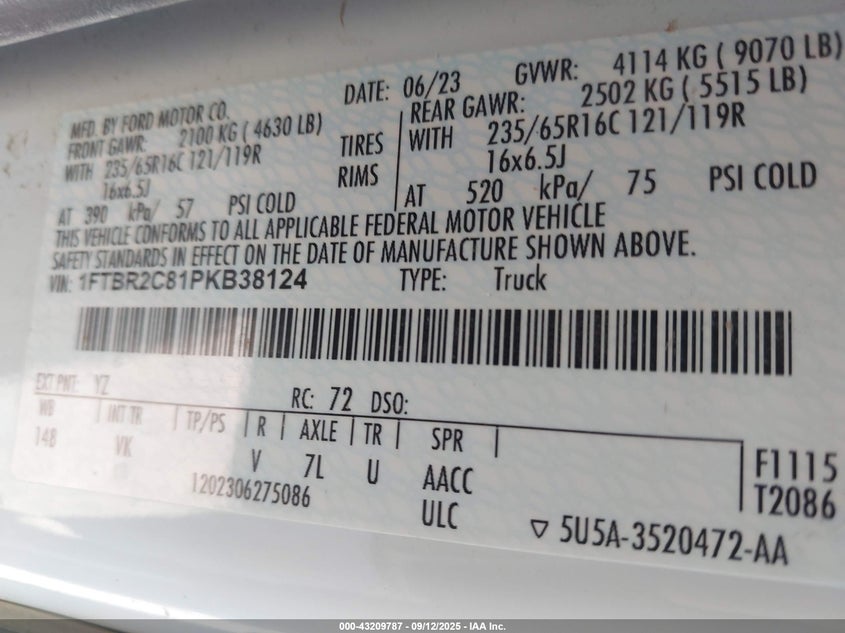 MFD. BY FORD MOTOR CO.
DATE: 06/23 GVWR: 4114 KG ( 9070 LB)
FRONT GAWR: 2100 KG ( 4630 LB)
REAR GAWR: 2502 KG ( 5515 LB)
WITH 235/65R16C 121/119R TIRES WITH 235/65R16C 121/119R
16x6.5J RIMS 16x6.5J
AT 390 kPa/ 57 PSI COLD AT 520 kPa/ 75 PSI COLD
THIS VEHICLE CONFORMS TO ALL APPLICABLE FEDERAL MOTOR VEHICLE
SAFETY STANDARDS IN EFFECT ON THE DATE OF MANUFACTURE SHOWN ABOVE.
VIN: 1FTBR2C81PKB38124 TYPE: Truck
EXT PNT: YZ RC: 72 DSO:
WB | INT TR | TP/PS | R | AXLE | TR | SPR |
148 VK V 7L U AACC
F1115
1202306275086 ULC T2086
▽ 5U5A-3520472-AA
000-43209787 - 09/12/2025 - IAA Inc.